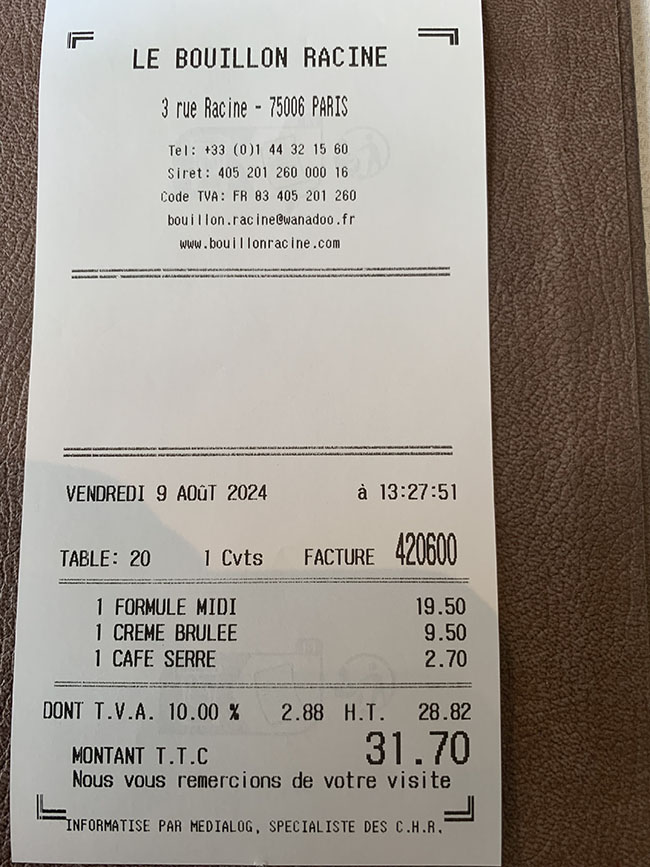 LE BOUILLON RACINE
3 rue Racine - 75006 PARIS
Tel: +33 (0)1 44 32 15 60
Siret: 405 201 260 000 16
Code TVA: FR 83 405 201 260
bouillon.racine@wanadoo.fr
www.bouillonracine.com
VENDREDI 9 AOûT 2024 à 13:27:51
TABLE: 20 1 Cvts FACTURE 420600
1 FORMULE MIDI 19.50
1 CREME BRULEE 9.50
1 CAFE SERRE 2.70
DONT T.V.A. 10.00 % 2.88 H.T. 28.82
MONTANT T.T.C 31.70
Nous vous remercions de votre visite
INFORMATISE PAR MEDIALOG, SPECIALISTE DES C.H.R.